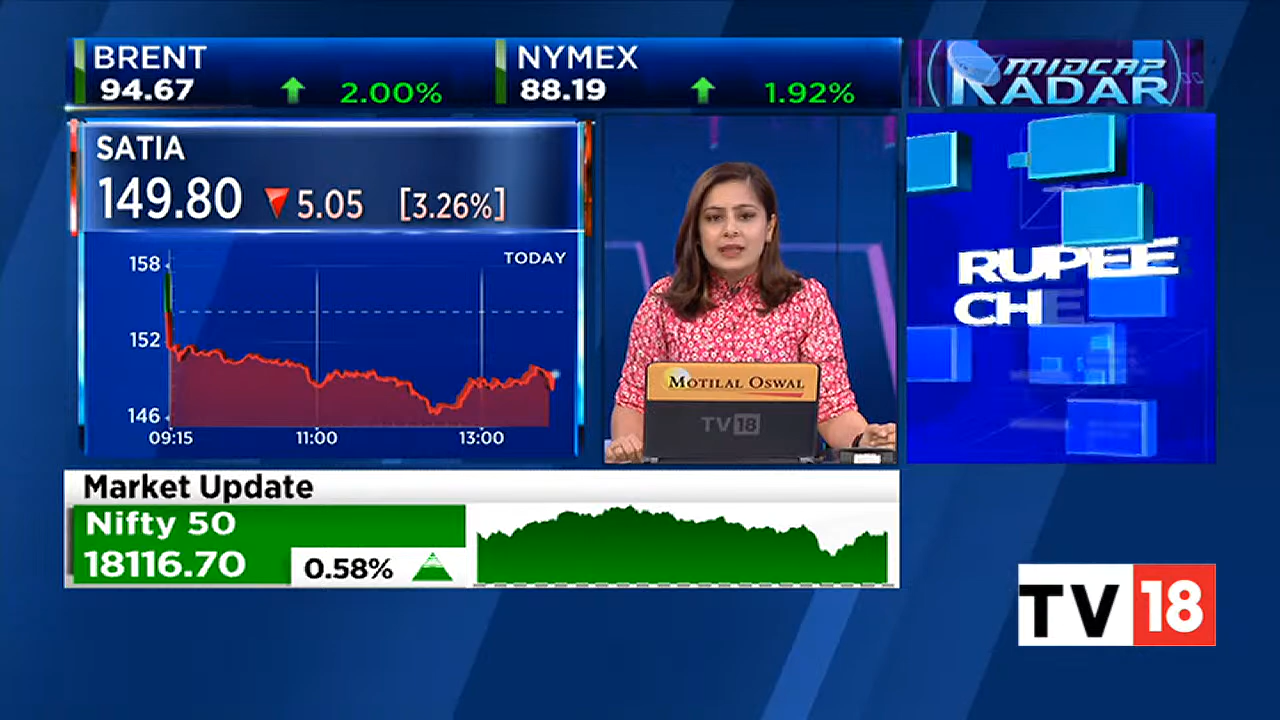 BRENT
94.67 2.00%
NYMEX
88.19 1.92%
MIDCAP
RADAR
SATIA
149.80 5.05 [3.26%]
TODAY
158
152
146
09:15 11:00 13:00
MOTILAL OSWAL
TV18
RUPEE
CHE
Market Update
Nifty 50
18116.70
0.58%
TV18